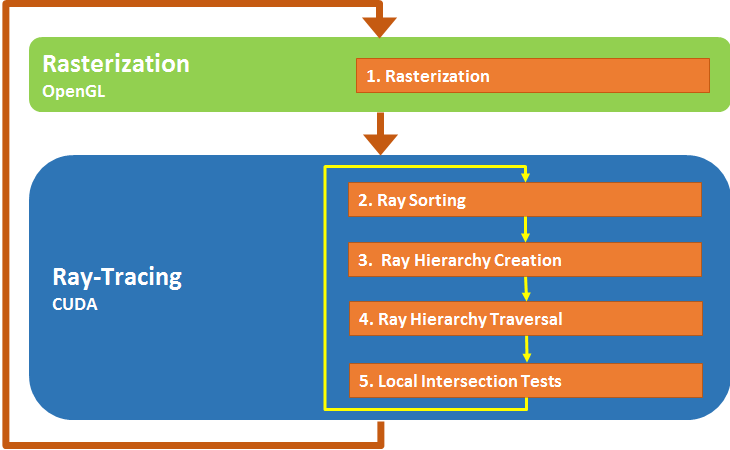 Rasterization
OpenGL
1. Rasterization
Ray-Tracing
CUDA
2. Ray Sorting
3. Ray Hierarchy Creation
4. Ray Hierarchy Traversal
5. Local Intersection Tests